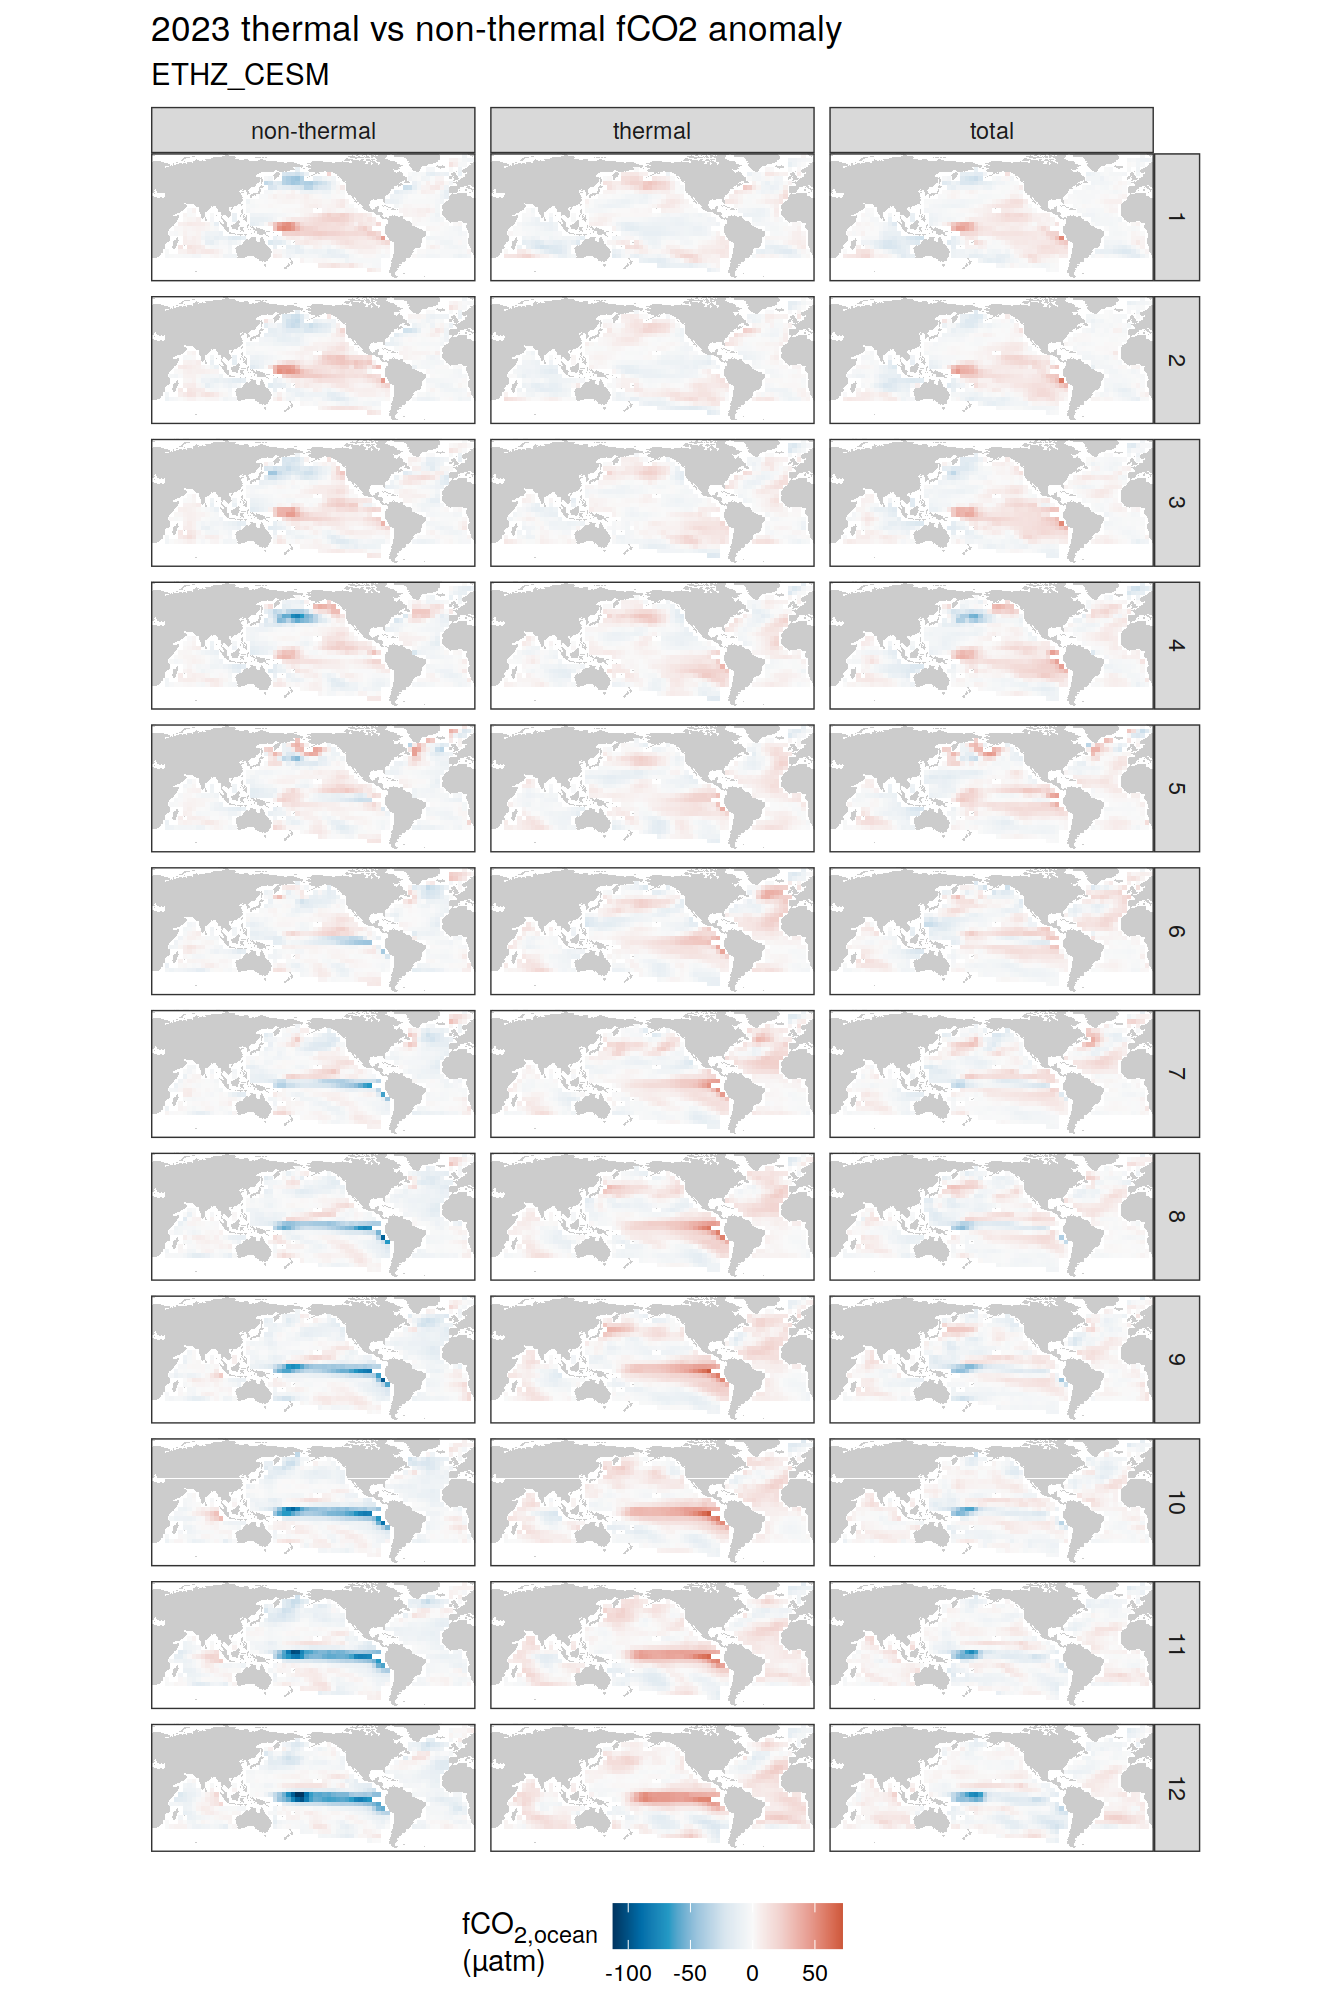 2023 thermal vs non-thermal fCO2 anomaly
ETHZ_CESM
non-thermal thermal total
1
2
3
4
5
6
7
8
9
10
11
12
fCO2,ocean
(µatm)
-100 -50 0 50